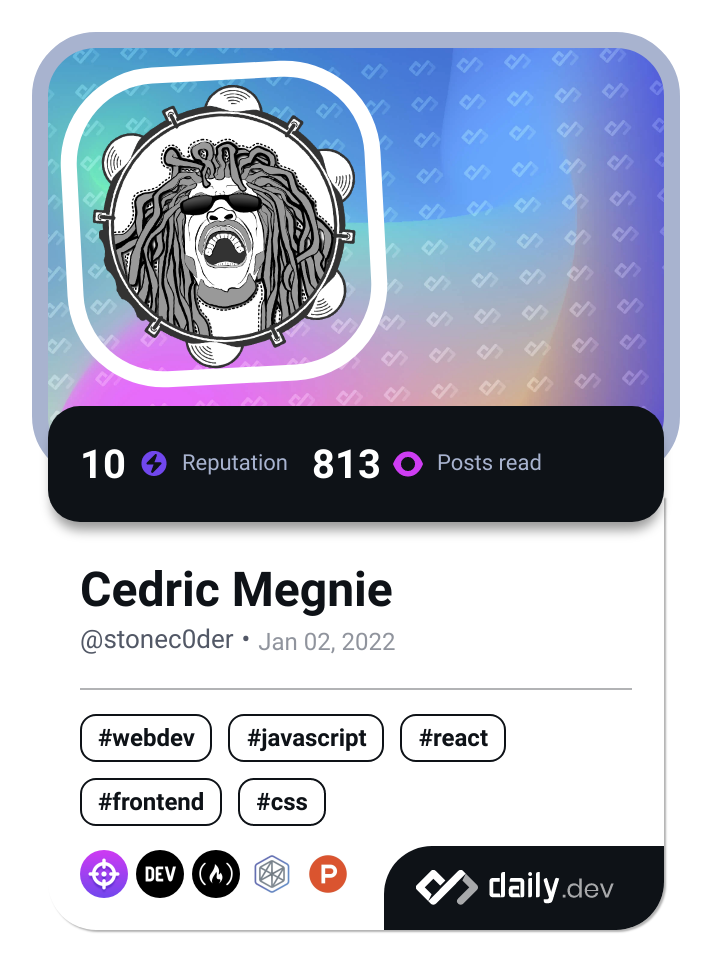 10 Reputation 813 Posts read
Cedric Megnie
@stonec0der • Jan 02, 2022
#webdev #javascript #react
#frontend #css
DEV P daily.dev